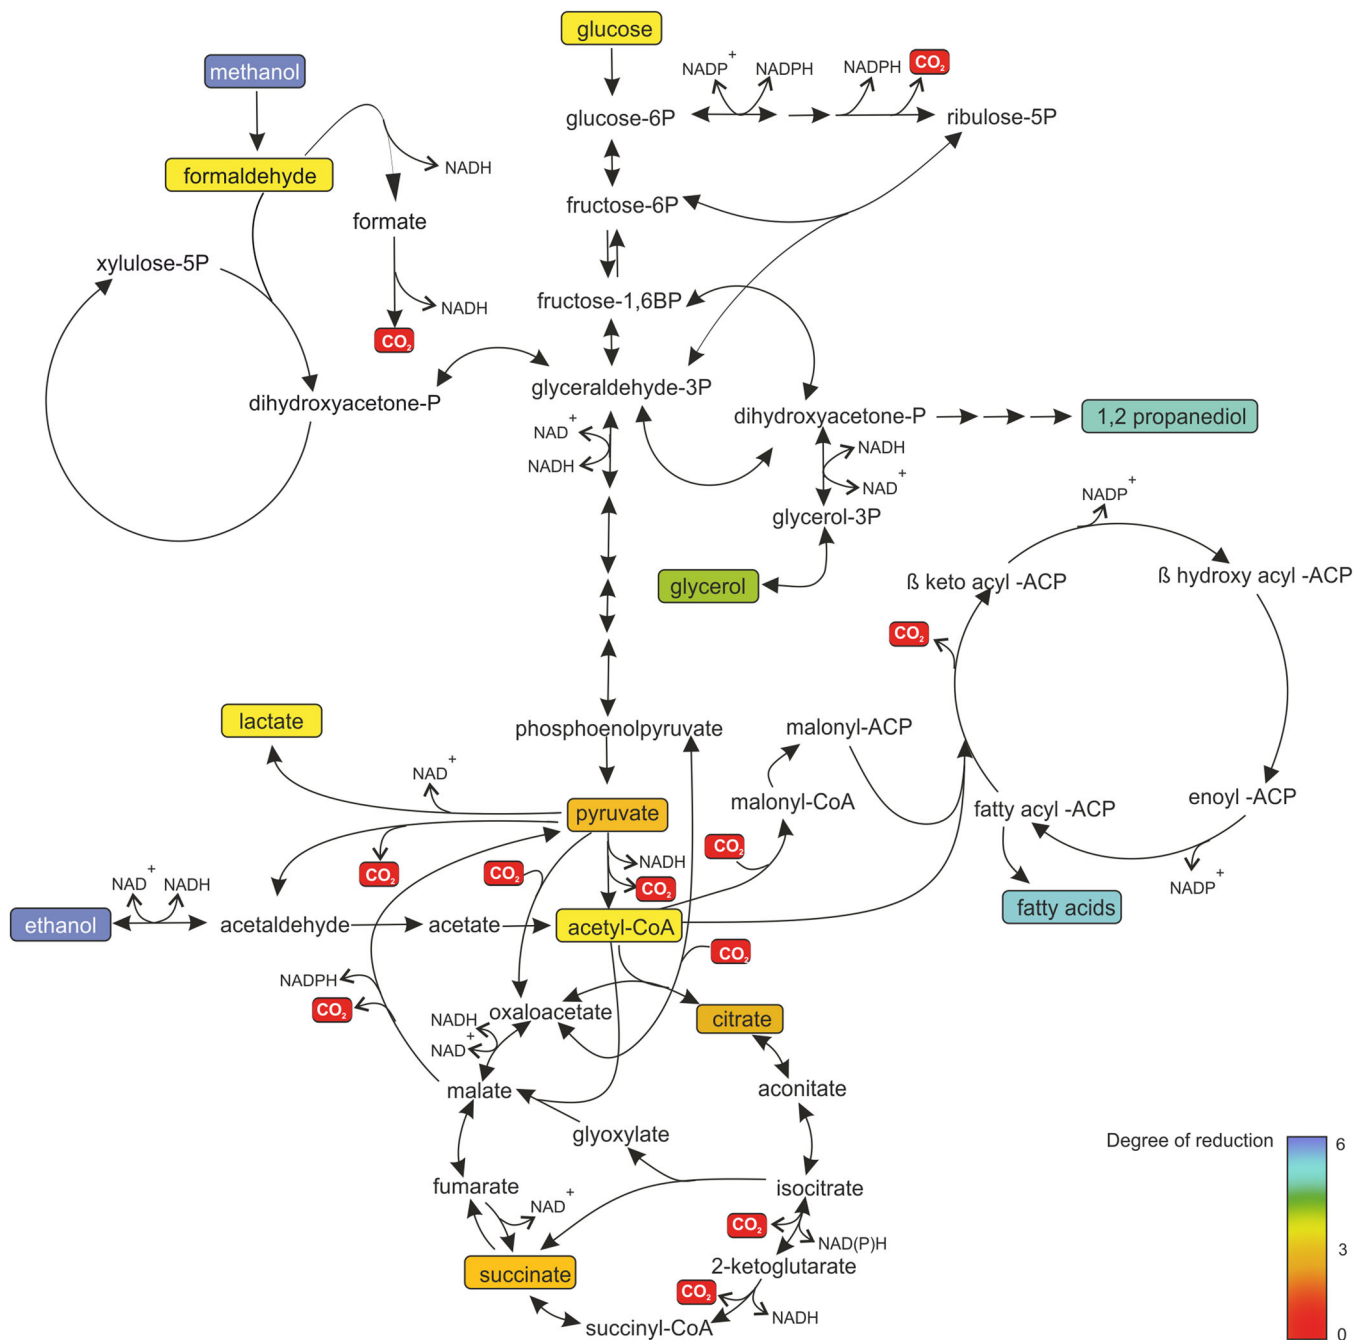 glucose
methanol
NADP+
NADPH
NADPH
CO2
glucose-6P
ribulose-5P
formaldehyde
NADH
formate
fructose-6P
xylulose-5P
NADH
fructose-1,6BP
CO2
glyceraldehyde-3P
dihydroxyacetone-P
dihydroxyacetone-P
1,2 propanediol
NAD+
NADH
NADH
NAD+
glycerol-3P
NADP+
glycerol
ß keto acyl -ACP
ß hydroxy acyl -ACP
CO2
lactate
phosphoenolpyruvate
malonyl-ACP
NAD+
malonyl-CoA
fatty acyl -ACP
enoyl -ACP
pyruvate
CO2
CO2
NADH
CO2
CO2
NAD+
NADH
NADP+
ethanol
acetaldehyde
acetate
acetyl-CoA
fatty acids
CO2
NADPH
CO2
oxaloacetate
citrate
NADH
NAD+
malate
aconitate
glyoxylate
Degree of reduction
6
fumarate
NAD+
isocitrate
CO2
NAD(P)H
3
succinate
2-ketoglutarate
CO2
NADH
succinyl-CoA
0